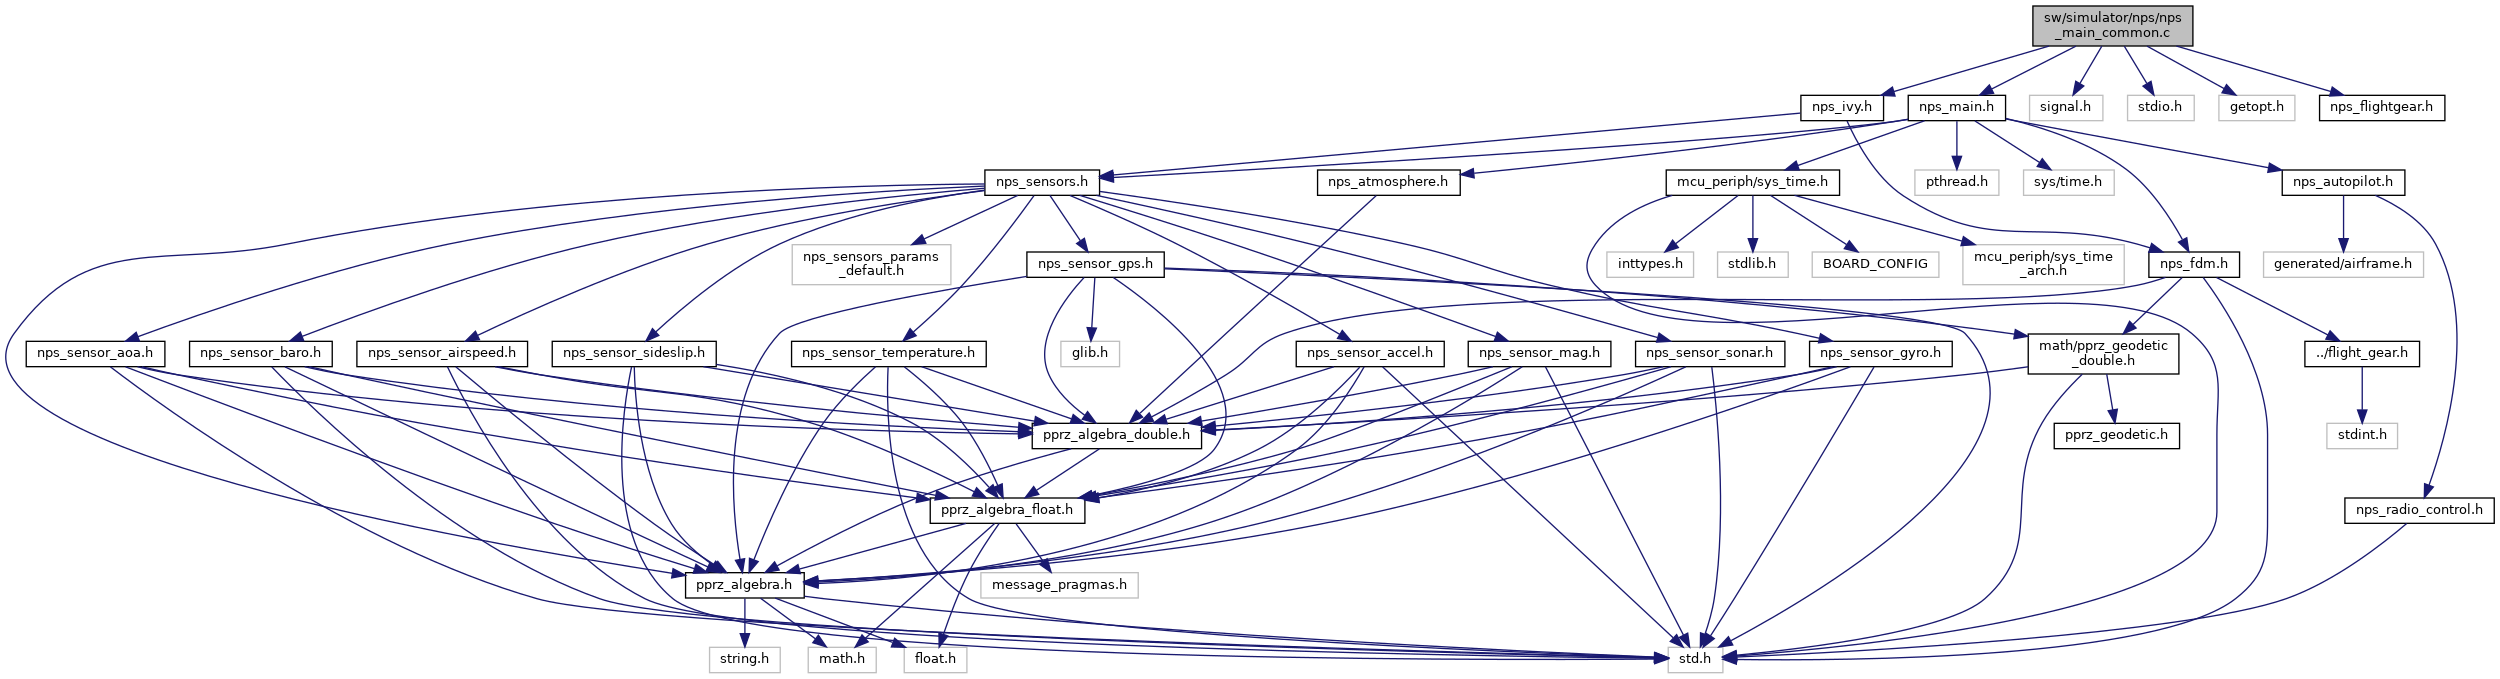 sw/simulator/nps/nps
_main_common.c
nps_ivy.h
nps_main.h
signal.h
stdio.h
getopt.h
nps_flightgear.h
nps_sensors.h
nps_atmosphere.h
mcu_periph/sys_time.h
pthread.h
sys/time.h
nps_autopilot.h
nps_sensors_params
_default.h
nps_sensor_gps.h
inttypes.h
stdlib.h
BOARD_CONFIG
mcu_periph/sys_time
_arch.h
nps_fdm.h
generated/airframe.h
nps_sensor_aoa.h
nps_sensor_baro.h
nps_sensor_airspeed.h
nps_sensor_sideslip.h
nps_sensor_temperature.h
glib.h
nps_sensor_accel.h
nps_sensor_mag.h
nps_sensor_sonar.h
nps_sensor_gyro.h
math/pprz_geodetic
_double.h
../flight_gear.h
pprz_algebra_double.h
pprz_geodetic.h
stdint.h
pprz_algebra_float.h
nps_radio_control.h
pprz_algebra.h
message_pragmas.h
string.h
math.h
float.h
std.h